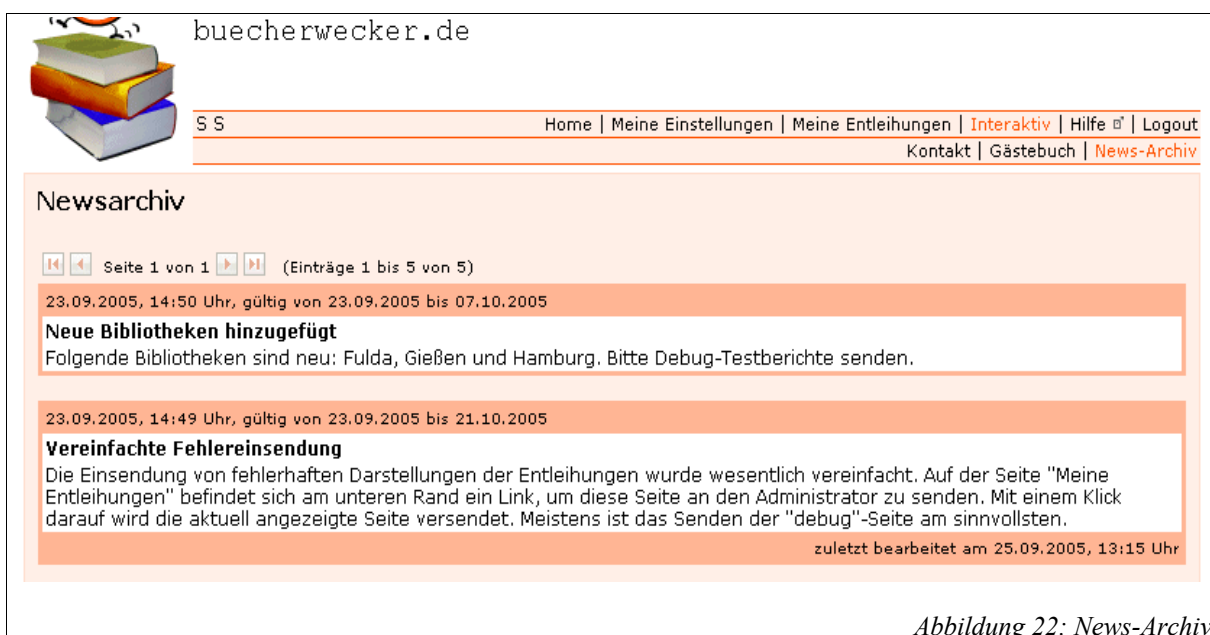 buecherwecker.de
S S
Home | Meine Einstellungen | Meine Entleihungen | Interaktiv | Hilfe | Logout
Kontakt | Gästebuch | News-Archiv
Newsarchiv
Seite 1 von 1 (Einträge 1 bis 5 von 5)
23.09.2005, 14:50 Uhr, gültig von 23.09.2005 bis 07.10.2005
Neue Bibliotheken hinzugefügt
Folgende Bibliotheken sind neu: Fulda, Gießen und Hamburg. Bitte Debug-Testberichte senden.
23.09.2005, 14:49 Uhr, gültig von 23.09.2005 bis 21.10.2005
Vereinfachte Fehlereinsendung
Die Einsendung von fehlerhaften Darstellungen der Entleihungen wurde wesentlich vereinfacht. Auf der Seite "Meine
Entleihungen" befindet sich am unteren Rand ein Link, um diese Seite an den Administrator zu senden. Mit einem Klick
darauf wird die aktuell angezeigte Seite versendet. Meistens ist das Senden der "debug"-Seite am sinnvollsten.
zuletzt bearbeitet am 25.09.2005, 13:15 Uhr
Abbildung 22: News-Archiv